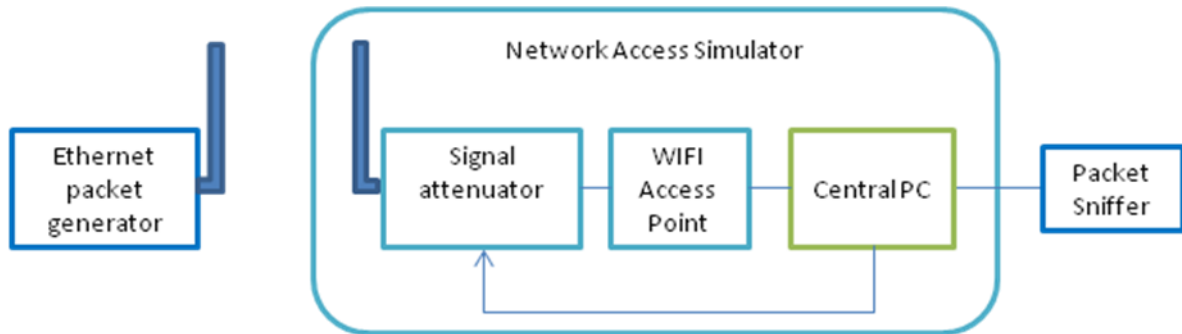 Network Access Simulator
Ethernet
packet
generator
Signal
attenuator
WIFI
Access
Point
Central PC
Packet
Sniffer